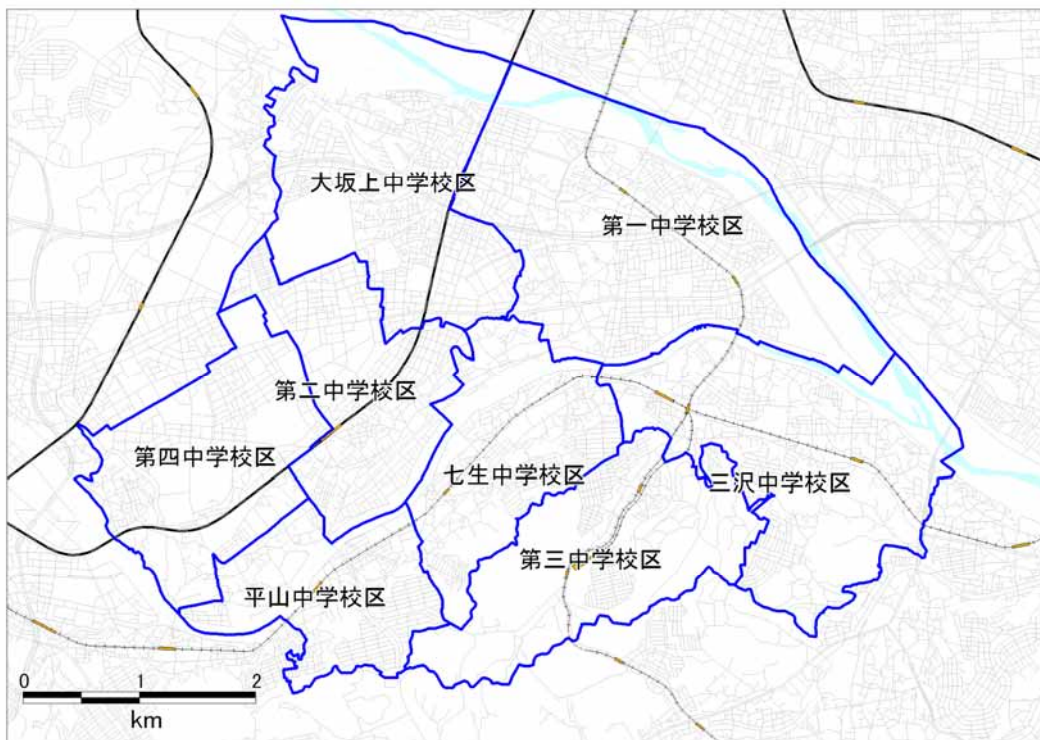 大坂上中学校区
第一中学校区
第二中学校区
第四中学校区
七生中学校区
三沢中学校区
第三中学校区
平山中学校区
0 1 2
km